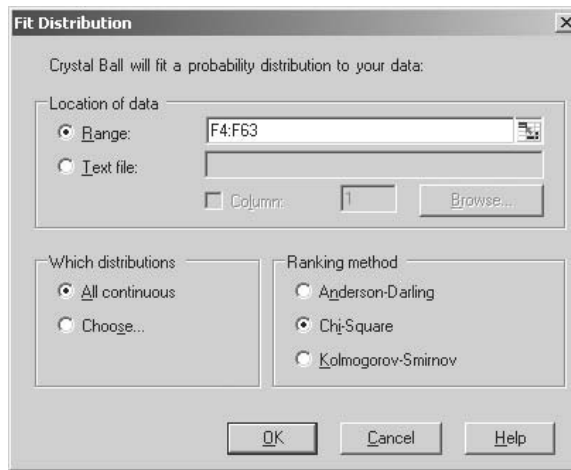 Fit Distribution
Crystal Ball will fit a probability distribution to your data:
Location of data
Range: F4:F63
Text file:
Column: 1 Browse...
Which distributions
All continuous
Choose...
Ranking method
Anderson-Darling
Chi-Square
Kolmogorov-Smirnov
OK Cancel Help